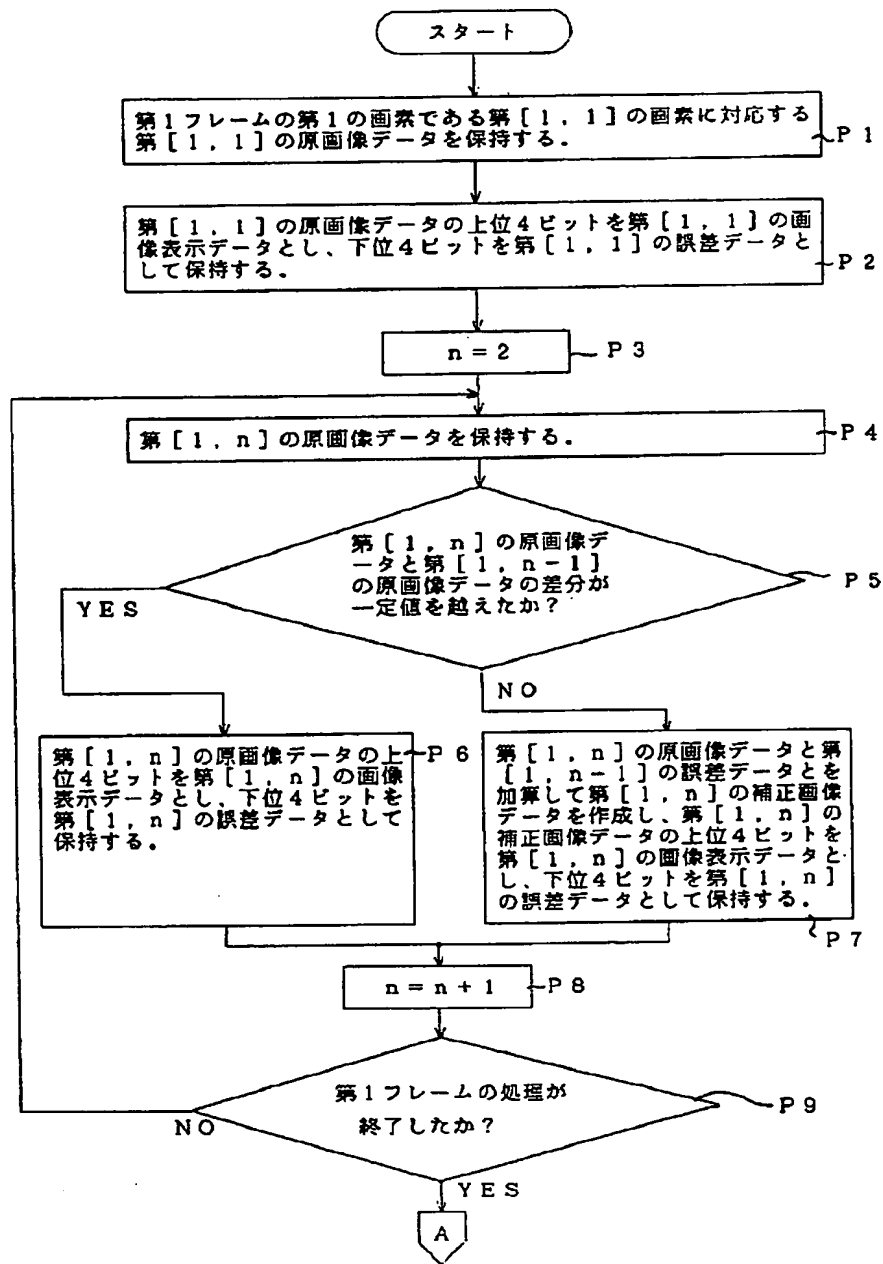 スタート
第1フレームの第1の画素である第[1,1]の画素に対応する
第[1,1]の原画像データを保持する。
P1
第[1,1]の原画像データの上位4ビットを第[1,1]の画
像表示データとし、下位4ビットを第[1,1]の誤差データと
して保持する。
P2
n=2
P3
第[1,n]の原画像データを保持する。
P4
第[1,n]の原画像デ
ータと第[1,n-1]
の原画像データの差分が
一定値を越えたか?
P5
YES
NO
第[1,n]の原画像データの上
位4ビットを第[1,n]の画像
表示データとし、下位4ビットを
第[1,n]の誤差データとして
保持する。
P6
第[1,n]の原画像データと第
[1,n-1]の誤差データとを
加算して第[1,n]の補正画像
データを作成し、第[1,n]の
補正画像データの上位4ビットを
第[1,n]の画像表示データと
し、下位4ビットを第[1,n]
の誤差データとして保持する。
P7
n=n+1
P8
第1フレームの処理が
終了したか?
P9
NO
YES
A